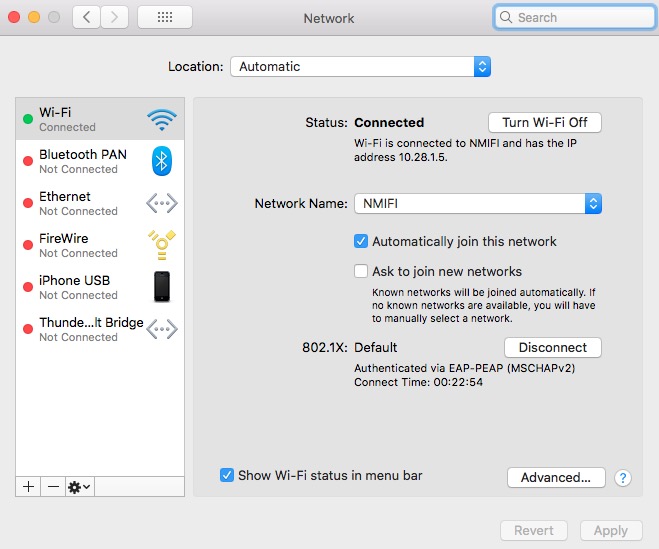 Network
Search
Location: Automatic
Wi-Fi
Connected
Bluetooth PAN
Not Connected
Ethernet
Not Connected
FireWire
Not Connected
iPhone USB
Not Connected
Thunde...lt Bridge
Not Connected
Status: Connected
Turn Wi-Fi Off
Wi-Fi is connected to NMIFI and has the IP
address 10.28.1.5.
Network Name: NMIFI
Automatically join this network
Ask to join new networks
Known networks will be joined automatically. If
no known networks are available, you will have
to manually select a network.
802.1X: Default
Disconnect
Authenticated via EAP-PEAP (MSCHAPv2)
Connect Time: 00:22:54
Show Wi-Fi status in menu bar
Advanced...
?
Revert
Apply